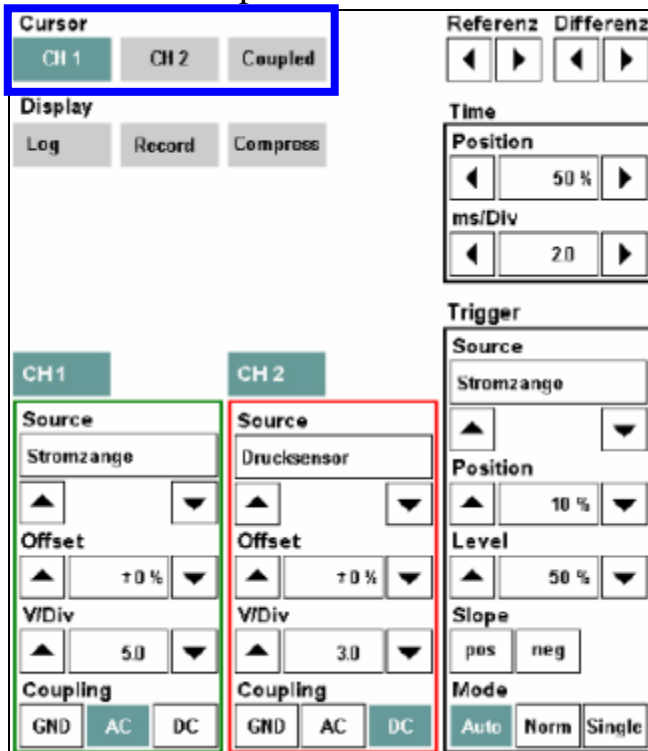 Cursor
CH 1 CH 2 Coupled
Display
Log Record Compress
Referenz Differenz
Time
Position
50 %
ms/Div
2.0
CH1
Source
Stromzange
Offset
±0 %
V/Div
5.0
Coupling
GND AC DC
CH 2
Source
Drucksensor
Offset
±0 %
V/Div
3.0
Coupling
GND AC DC
Trigger
Source
Stromzange
Position
10 %
Level
50 %
Slope
pos neg
Mode
Auto Norm Single